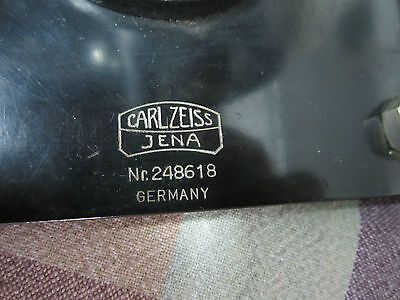 CARL ZEISS
JENA
Nr. 248618
GERMANY